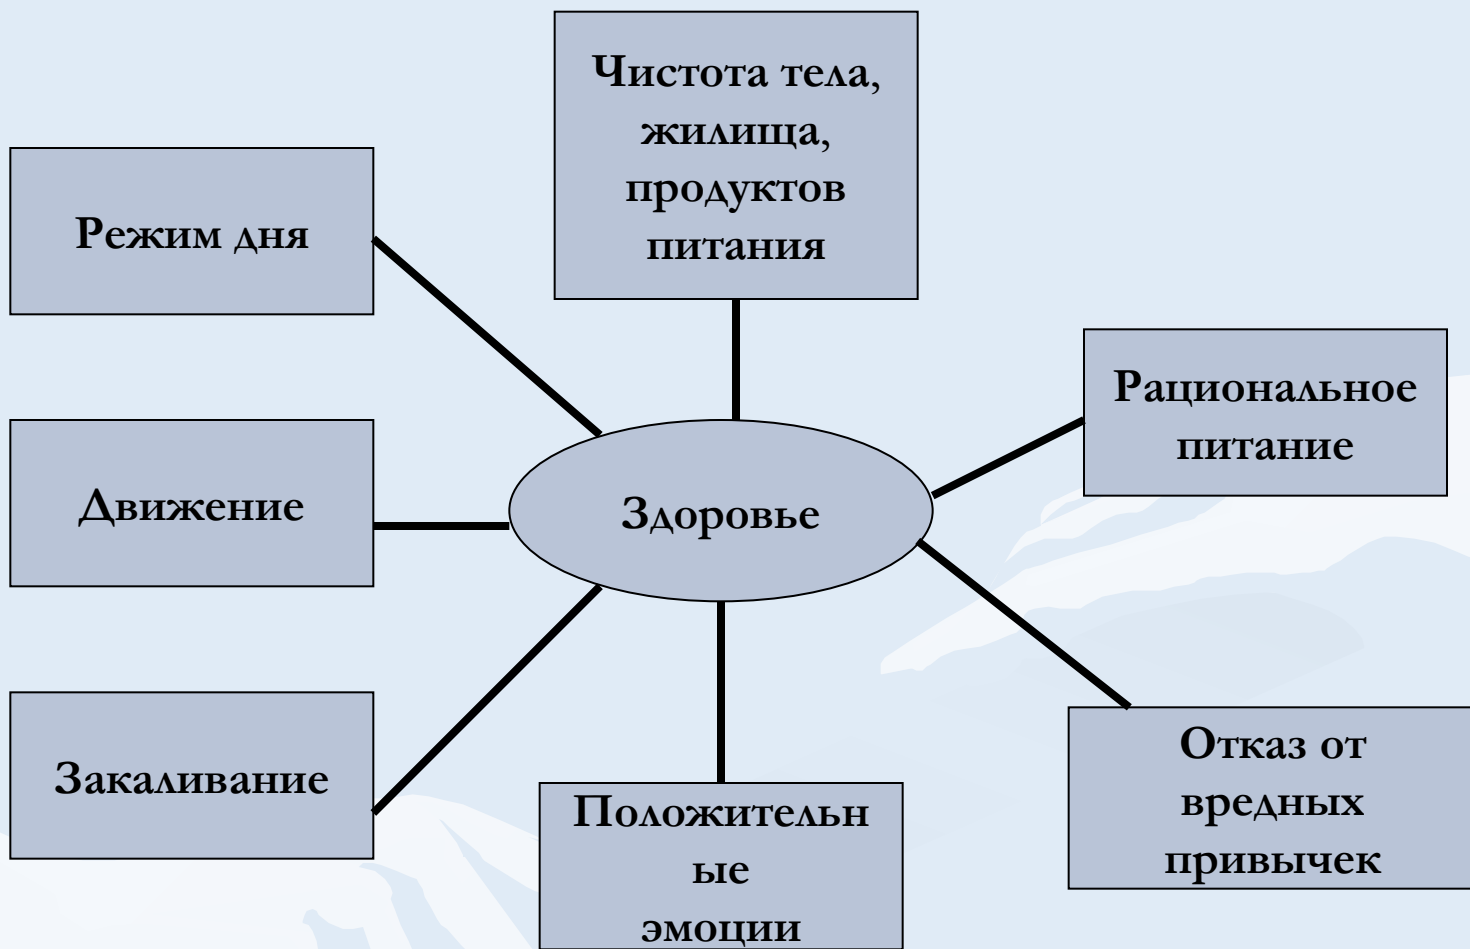 Чистота тела,
жилища,
продуктов
питания
Режим дня
Рациональное
питание
Движение
Здоровье
Закаливание
Положительн
ые
эмоции
Отказ от
вредных
привычек